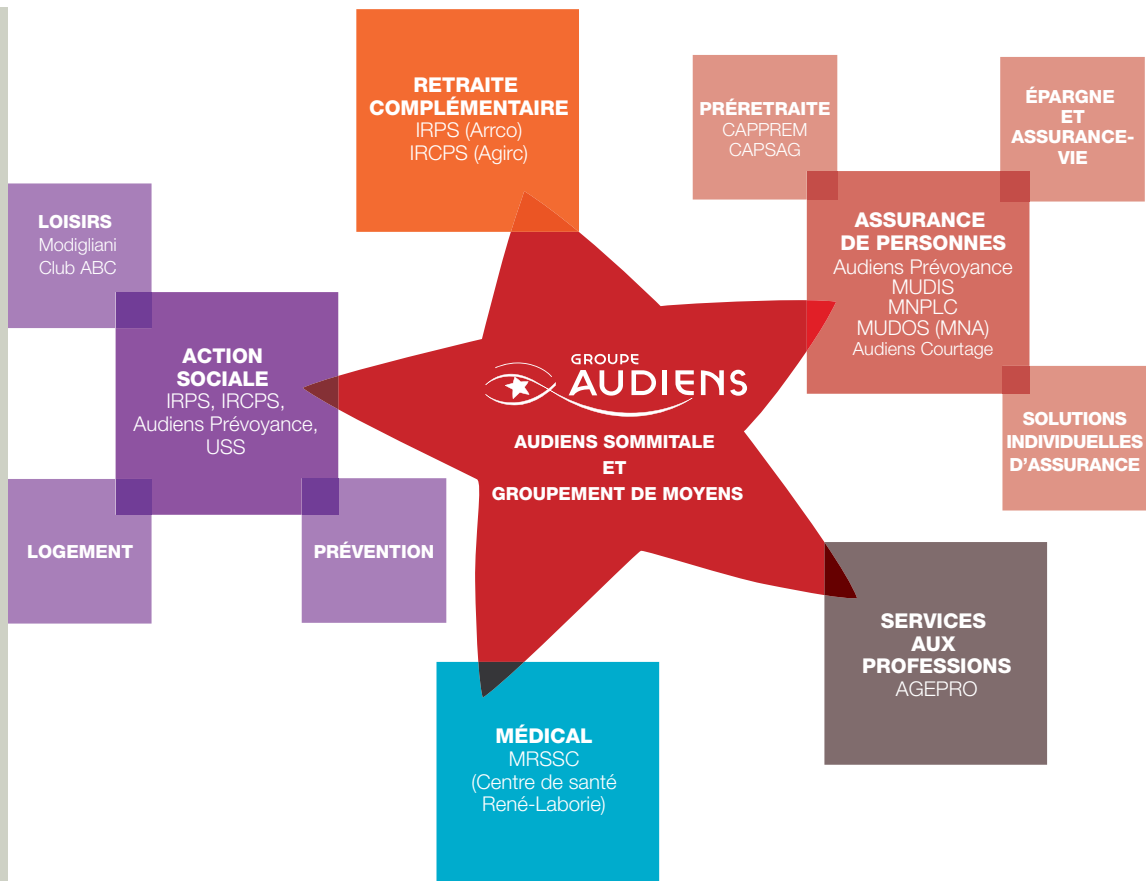 RETRAITE
COMPLÉMENTAIRE
IRPS (Arrco)
IRCPS (Agirc)
PRÉRETRAITE
CAPPREM
CAPSAG
ÉPARGNE
ET
ASSURANCE-
VIE
LOISIRS
Modigliani
Club ABC
ASSURANCE
DE PERSONNES
Audiens Prévoyance
MUDIS
MNPLC
MUDOS (MNA)
Audiens Courtage
ACTION
SOCIALE
IRPS, IRCPS,
Audiens Prévoyance,
USS
GROUPE
AUDIENS
AUDIENS SOMMITALE
ET
GROUPEMENT DE MOYENS
SOLUTIONS
INDIVIDUELLES
D'ASSURANCE
LOGEMENT
PRÉVENTION
SERVICES
AUX
PROFESSIONS
AGEPRO
MÉDICAL
MRSSC
(Centre de santé
René-Laborie)